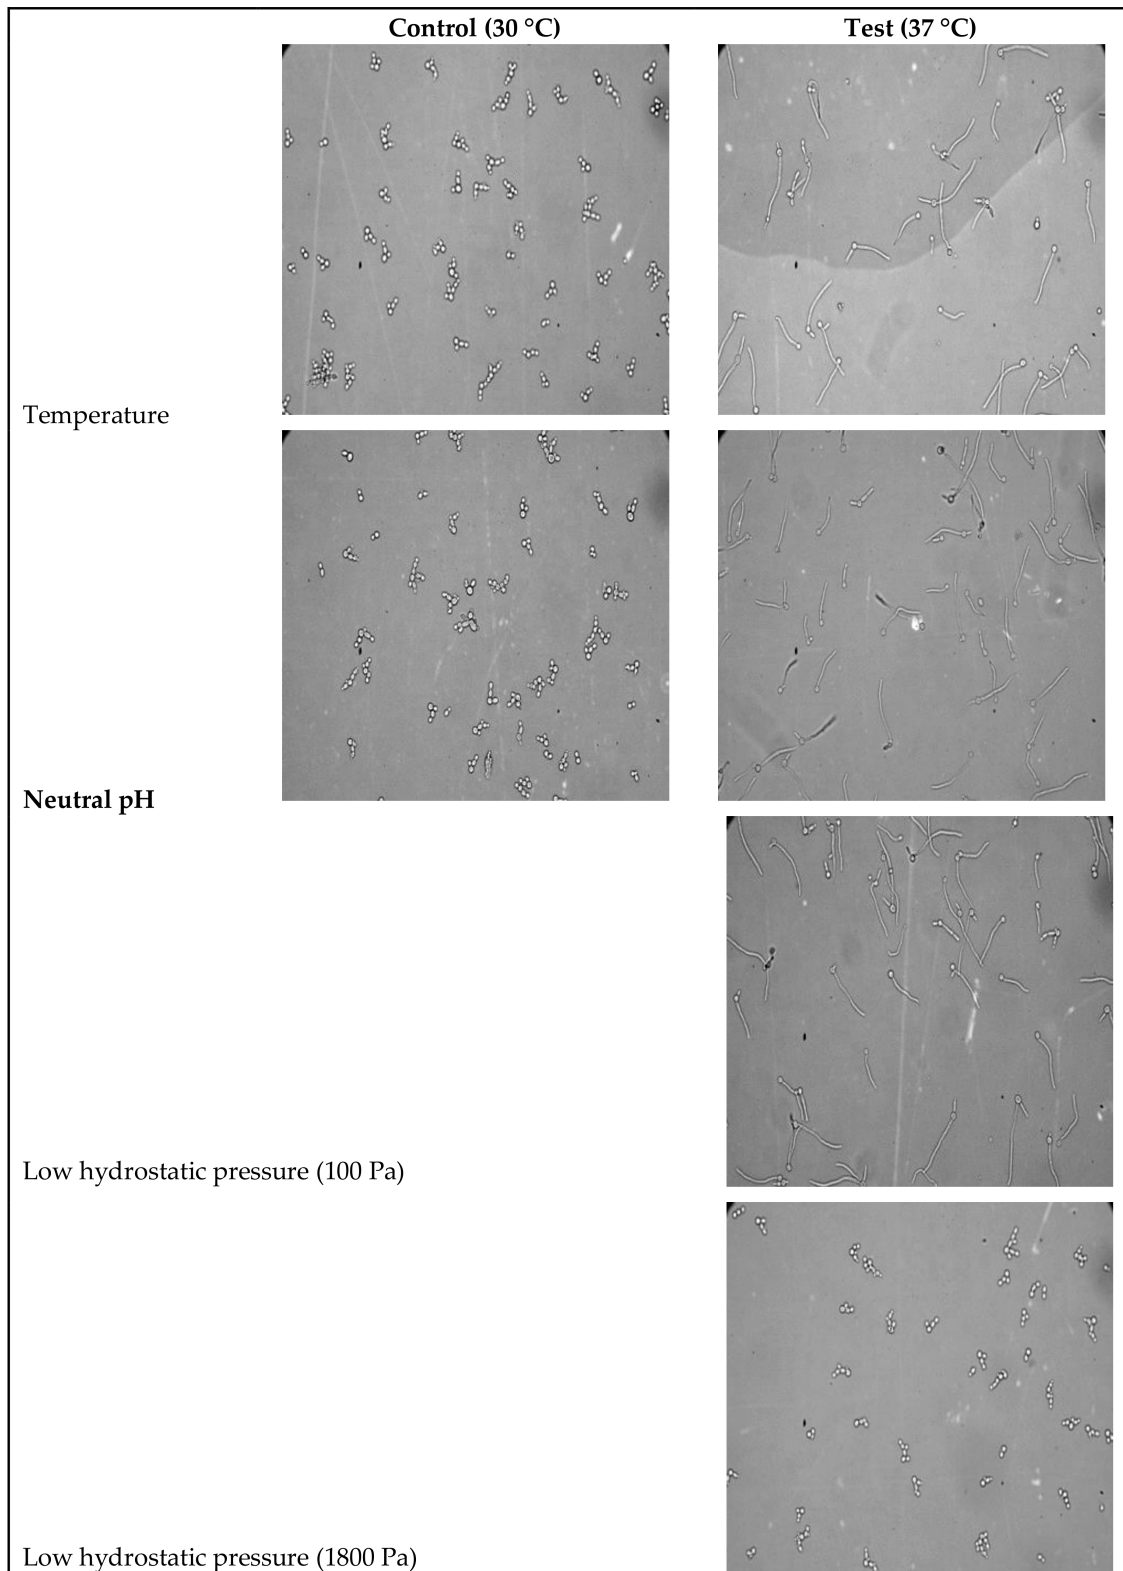 Control (30 °C) Test (37 °C)
Temperature
Neutral pH
Low hydrostatic pressure (100 Pa)
Low hydrostatic pressure (1800 Pa)